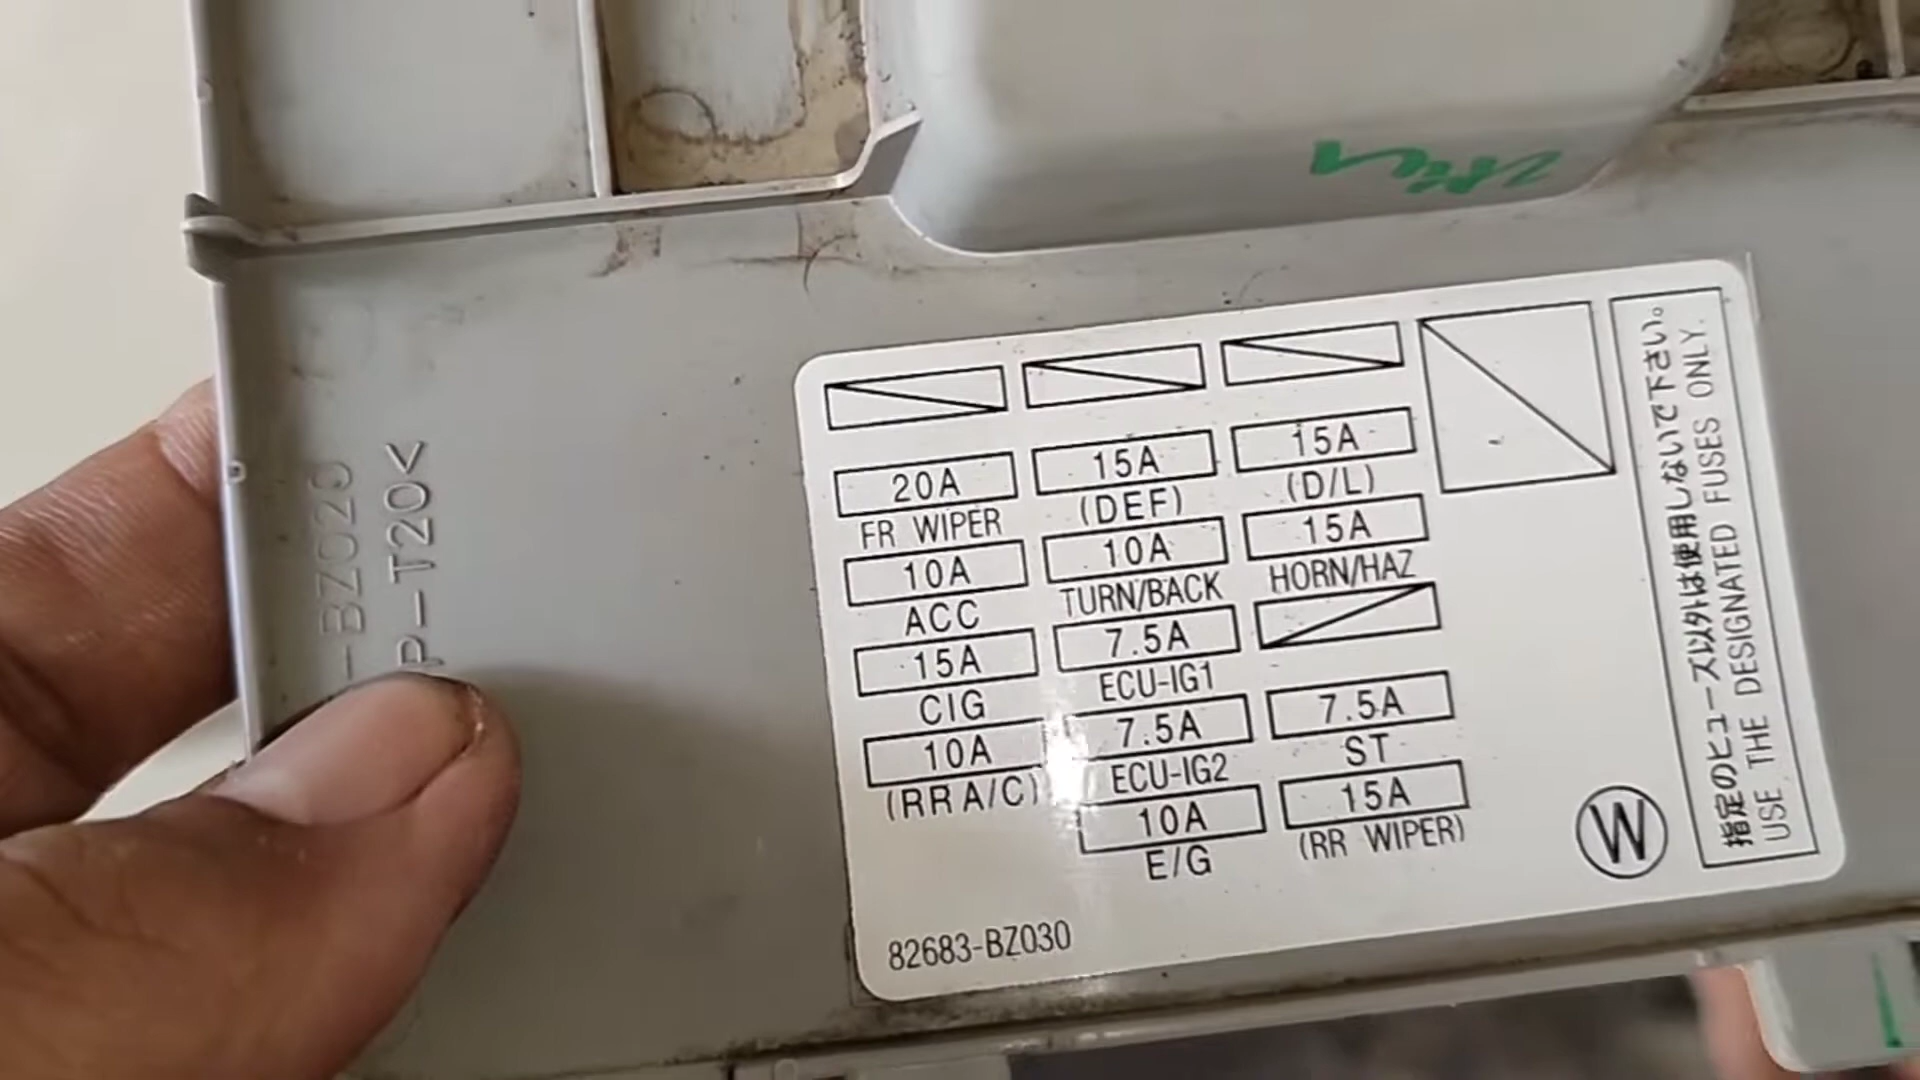 -BZ020
P-T20<
20A 15A 15A
FR WIPER (DEF) (D/L)
10A 10A 15A
ACC TURN/BACK HORN/HAZ
15A 7.5A
CIG ECU-IG1
10A 7.5A 7.5A
(RR A/C) ECU-IG2 ST
10A 15A
E/G (RR WIPER)
W
82683-BZ030
指定のヒューズ以外は使用しないで下さい。
USE THE DESIGNATED FUSES ONLY.